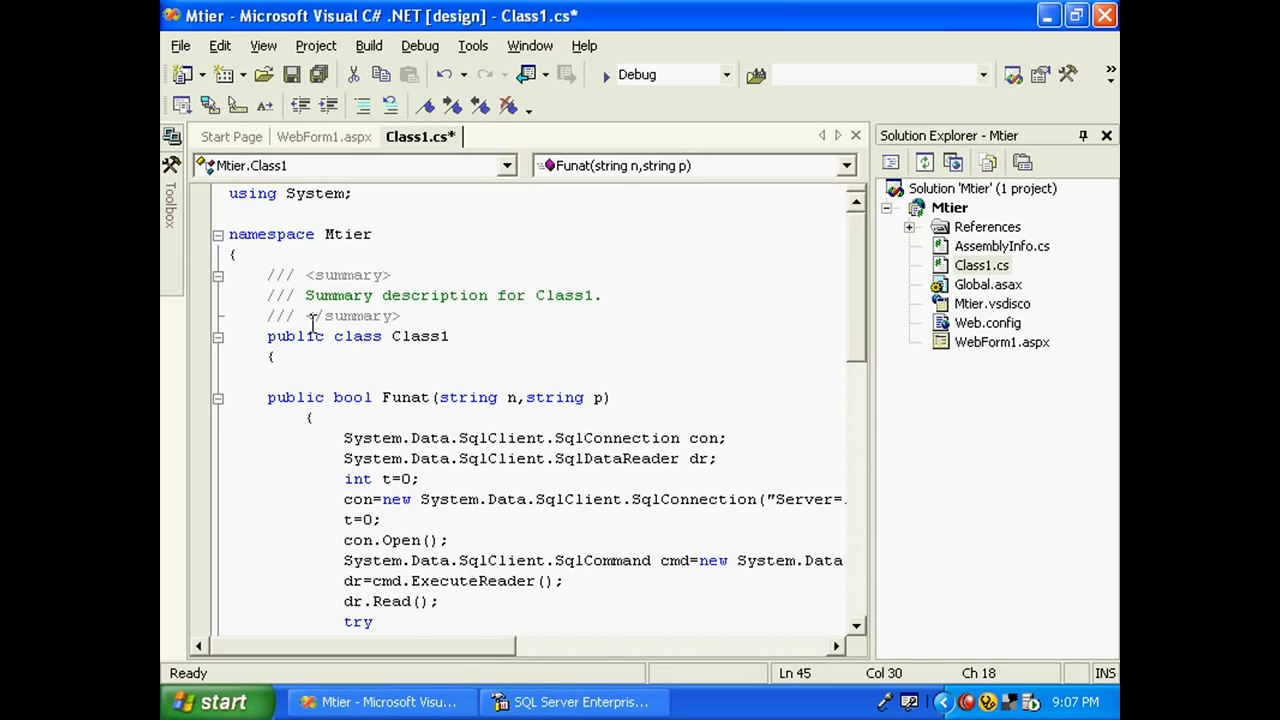 Mtier - Microsoft Visual C# .NET [design] - Class1.cs*
File Edit View Project Build Debug Tools Window Help
Debug
Start Page WebForm1.aspx Class1.cs*
Solution Explorer - Mtier
Mtier.Class1
Funat(string n,string p)
Toolbox
using System;
namespace Mtier
{
/// <summary>
/// Summary description for Class1.
/// </summary>
public class Class1
{
public bool Funat(string n,string p)
{
System.Data.SqlClient.SqlConnection con;
System.Data.SqlClient.SqlDataReader dr;
int t=0;
con=new System.Data.SqlClient.SqlConnection("Server=.
t=0;
con.Open();
System.Data.SqlClient.SqlCommand cmd=new System.Data
dr=cmd.ExecuteReader();
dr.Read();
try
Solution 'Mtier' (1 project)
Mtier
References
AssemblyInfo.cs
Class1.cs
Global.asax
Mtier.vsdisco
Web.config
WebForm1.aspx
Ready
Ln 45
Col 30
Ch 18
INS
start
Mtier - Microsoft Visu...
SQL Server Enterpris...
9:07 PM